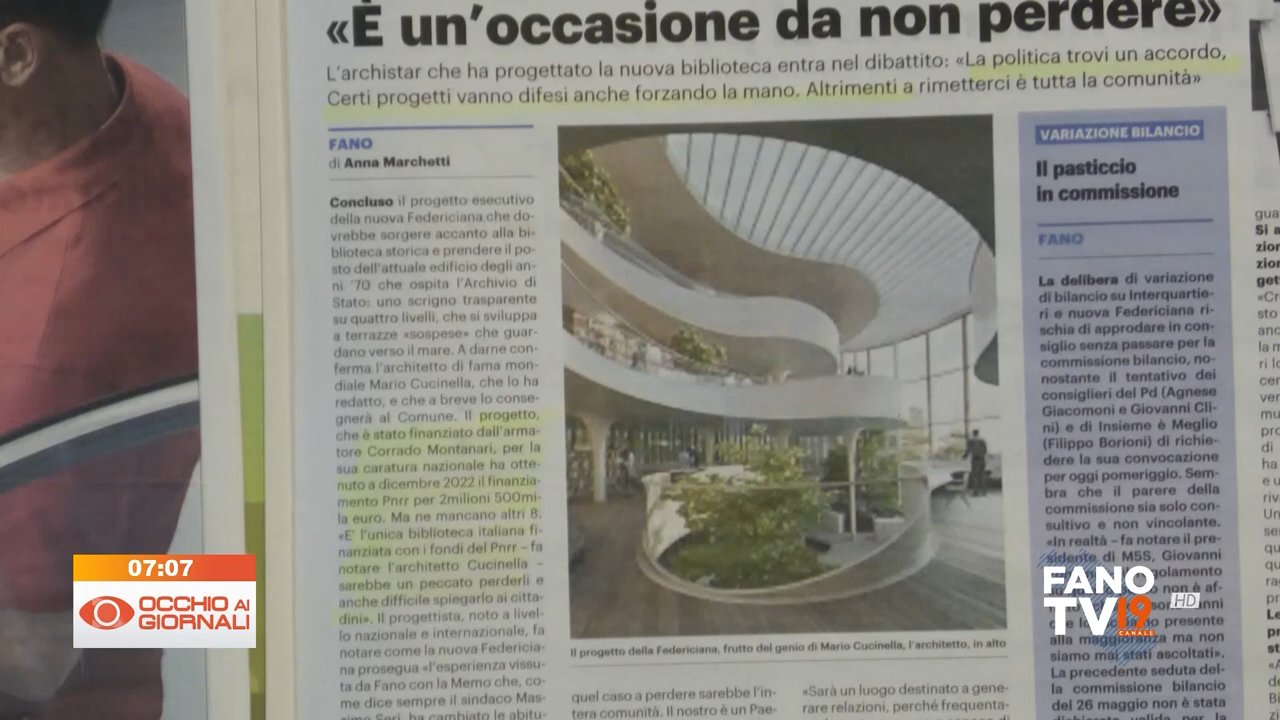 «È un'occasione da non perdere»
L'archistar che ha progettato la nuova biblioteca entra nel dibattito: «La politica trovi un accordo,
Certi progetti vanno difesi anche forzando la mano. Altrimenti a rimetterci è tutta la comunità»
FANO
di Anna Marchetti
Concluso il progetto esecutivo
della nuova Federiciana che do-
vrebbe sorgere accanto alla bi-
blioteca storica e prendere il po-
sto dell'attuale edificio degli an-
ni '70 che ospita l'Archivio di
Stato: uno scrigno trasparente
su quattro livelli, che si sviluppa
a terrazze «sospese» che guar-
dano verso il mare. A darne con-
ferma l'architetto di fama mon-
diale Mario Cucinella, che lo ha
redatto, e che a breve lo conse-
gnerà al Comune. Il progetto,
che è stato finanziato dall'arma-
tore Corrado Montanari, per la
sua caratura nazionale ha otte-
nuto a dicembre 2022 il finanzia-
mento Pnrr per 2milioni 500mi-
la euro. Ma ne mancano altri 8.
«E' l'unica biblioteca italiana fi-
nanziata con i fondi del Pnrr – fa
notare l'architetto Cucinella –
sarebbe un peccato perderli e
anche difficile spiegarlo ai citta-
dini». Il progettista, noto a livel-
lo nazionale e internazionale, fa
notare come la nuova Federicia-
na prosegua «l'esperienza vissu-
ta da Fano con la Memo che, co-
me dice sempre il sindaco Mas-
simo Seri, ha cambiato le abitu-
Il progetto della Federiciana, frutto del genio di Mario Cucinella, l'architetto, in alto
quel caso a perdere sarebbe l'in-
tera comunità. Il nostro è un Pae-
«Sarà un luogo destinato a gene-
rare relazioni, perché frequenta-
VARIAZIONE BILANCIO
Il pasticcio
in commissione
FANO
La delibera di variazione
di bilancio su Interquartie-
ri e nuova Federiciana ri-
schia di approdare in con-
siglio senza passare per la
commissione bilancio, no-
nostante il tentativo dei
consiglieri del Pd (Agnese
Giacomoni e Giovanni Cli-
ni) e di Insieme è Meglio
(Filippo Borioni) di richie-
dere la sua convocazione
per oggi pomeriggio. Sem-
bra che il parere della
commissione sia solo con-
sultivo e non vincolante.
«In realtà – fa notare il pre-
sidente di M5S, Giovanni
non è af-
presente
alla maggioranza ma non
siamo mai stati ascoltati».
La precedente seduta del-
la commissione bilancio
del 26 maggio non è stata
07:07
OCCHIO AI
GIORNALI
FANO
TV 19
CANALE
HD